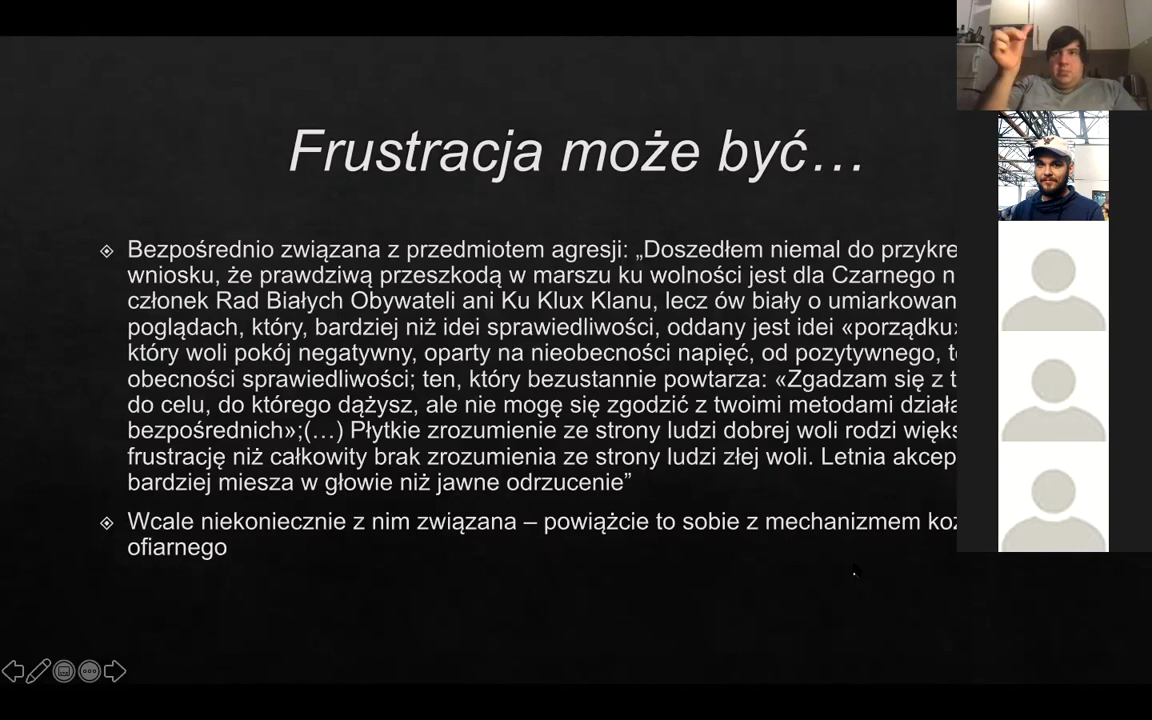 Frustracja może być…
Bezpośrednio związana z przedmiotem agresji: „Doszedłem niemal do
wniosku, że prawdziwą przeszkodą w marszu ku wolności jest dla Czarnego
członek Rad Białych Obywateli ani Ku Klux Klanu, lecz ów biały o
poglądach, który, bardziej niż idei sprawiedliwości, oddany jest idei «porządku»
który woli pokój negatywny, oparty na nieobecności napięć, od pozytywnego,
obecności sprawiedliwości; ten, który bezustannie powtarza: «Zgadzam się z
do celu, do którego dążysz, ale nie mogę się zgodzić z twoimi metodami
bezpośrednich»;(…) Płytkie zrozumienie ze strony ludzi dobrej woli rodzi
frustrację niż całkowity brak zrozumienia ze strony ludzi złej woli. Letnia
bardziej miesza w głowie niż jawne odrzucenie”
Wcale niekoniecznie z nim związana – powiążcie to sobie z mechanizmem
ofiarnego